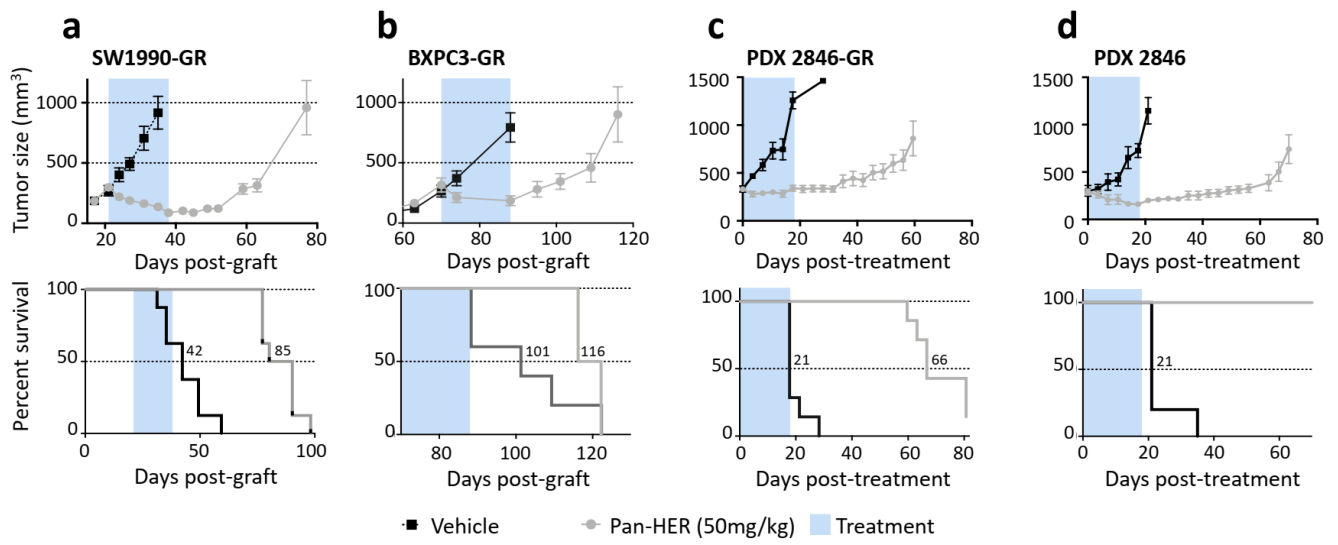 a b c d
SW1990-GR BXPC3-GR PDX 2846-GR PDX 2846
Tumor size (mm³)
1000
500
0
20 40 60 80
Days post-graft
1000
500
0
60 80 100 120
Days post-graft
1500
1000
500
0
0 20 40 60 80
Days post-treatment
1500
1000
500
0
0 20 40 60 80
Days post-treatment
Percent survival
100
50
0
42 85
0 50 100
Days post-graft
100
50
0
101 116
80 100 120
Days post-graft
100
50
0
21 66
0 20 40 60 80
Days post-treatment
100
50
0
21
0 20 40 60
Days post-treatment
Vehicle Pan-HER (50mg/kg) Treatment